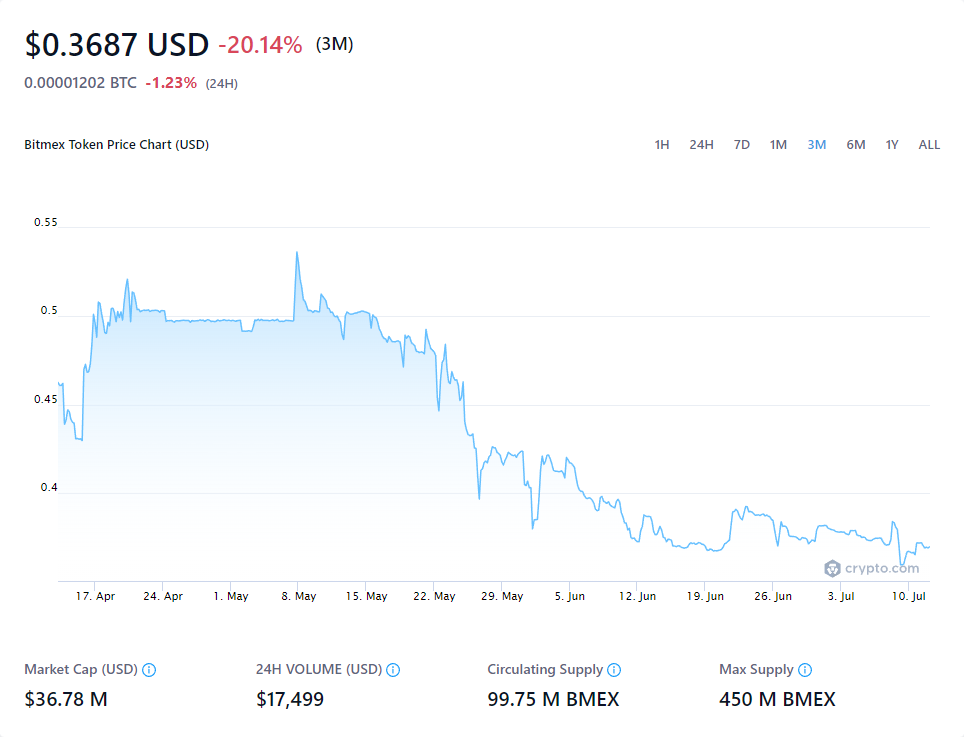 $0.3687 USD -20.14% (3M)
0.00001202 BTC -1.23% (24H)
Bitmex Token Price Chart (USD) 1H 24H 7D 1M 3M 6M 1Y ALL
0.55
0.5
0.45
0.4
crypto.com
17. Apr 24. Apr 1. May 8. May 15. May 22. May 29. May 5. Jun 12. Jun 19. Jun 26. Jun 3. Jul 10. Jul
Market Cap (USD) 24H VOLUME (USD) Circulating Supply Max Supply
$36.78 M $17,499 99.75 M BMEX 450 M BMEX